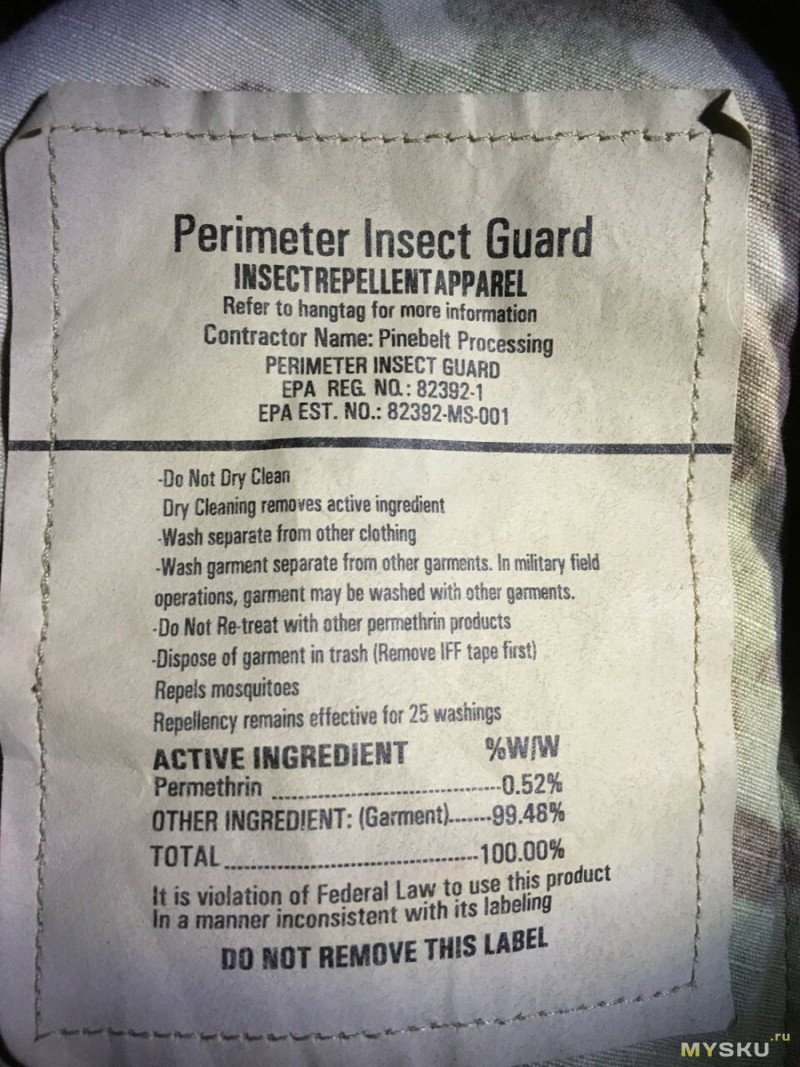 Perimeter Insect Guard
INSECTREPELLENTAPPAREL
Refer to hangtag for more information
Contractor Name: Pinebelt Processing
PERIMETER INSECT GUARD
EPA REG. NO.: 82392-1
EPA EST. NO.: 82392-MS-001
-Do Not Dry Clean
Dry Cleaning removes active ingredient
-Wash separate from other clothing
-Wash garment separate from other garments. In military field
operations, garment may be washed with other garments.
-Do Not Re-treat with other permethrin products
-Dispose of garment in trash (Remove IFF tape first)
Repels mosquitoes
Repellency remains effective for 25 washings
ACTIVE INGREDIENT %W/W
Permethrin ........................0.52%
OTHER INGREDIENT: (Garment).......99.48%
TOTAL..............................100.00%
It is violation of Federal Law to use this product
In a manner inconsistent with its labeling
DO NOT REMOVE THIS LABEL
MYSKU.ru